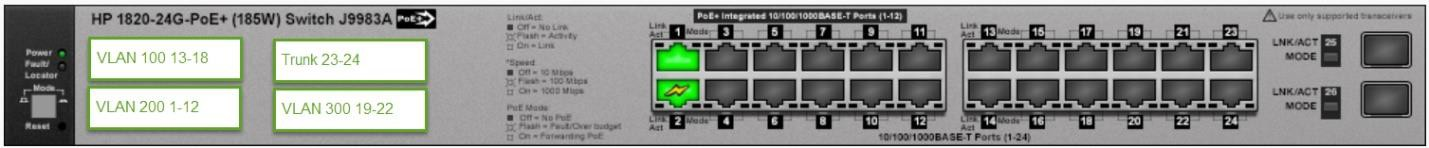 HP 1820-24G-PoE+ (185W) Switch J9983A PoE+
VLAN 100 13-18
Trunk 23-24
VLAN 200 1-12
VLAN 300 19-22
Power
Fault/
Locator
Mode
Reset
Link/Act:
Off = No Link
Flash = Activity
On = Link
*Speed:
Off = 10 Mbps
Flash = 100 Mbps
On = 1000 Mbps
PoE Mode:
Off = No PoE
Flash = Fault/Over budget
On = Forwarding PoE
PoE+ Integrated 10/100/1000BASE-T Ports (1-12)
Link
Act
1 Mode 3 5 7 9 11
Link
Act
13 Mode 15 17 19 21 23
Link
Act
2 Mode 4 6 8 10 12
Link
Act
14 Mode 16 18 20 22 24
10/100/1000BASE-T Ports (1-24)
Use only supported transceivers
LNK/ACT 25
MODE
LNK/ACT 26
MODE